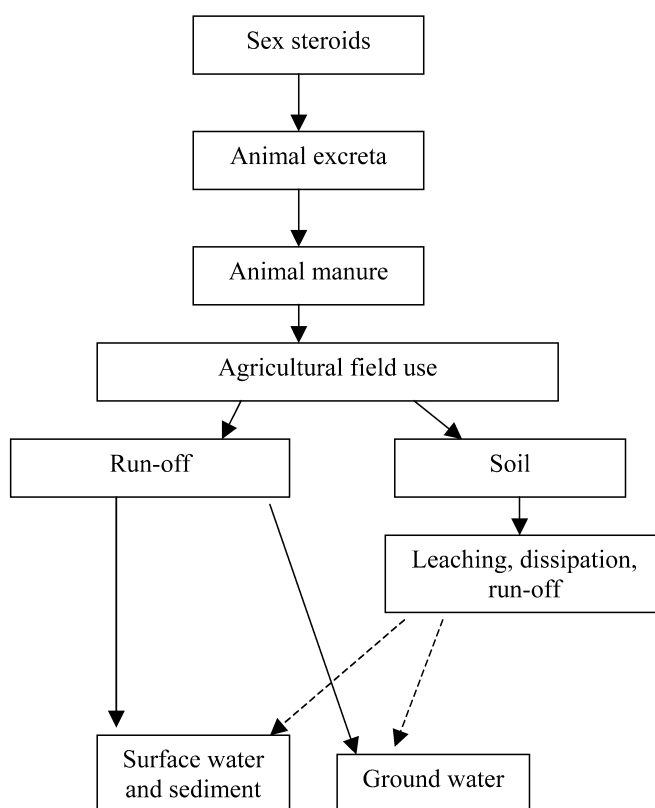 Sex steroids
Animal excreta
Animal manure
Agricultural field use
Run-off
Soil
Leaching, dissipation,
run-off
Surface water
and sediment
Ground water